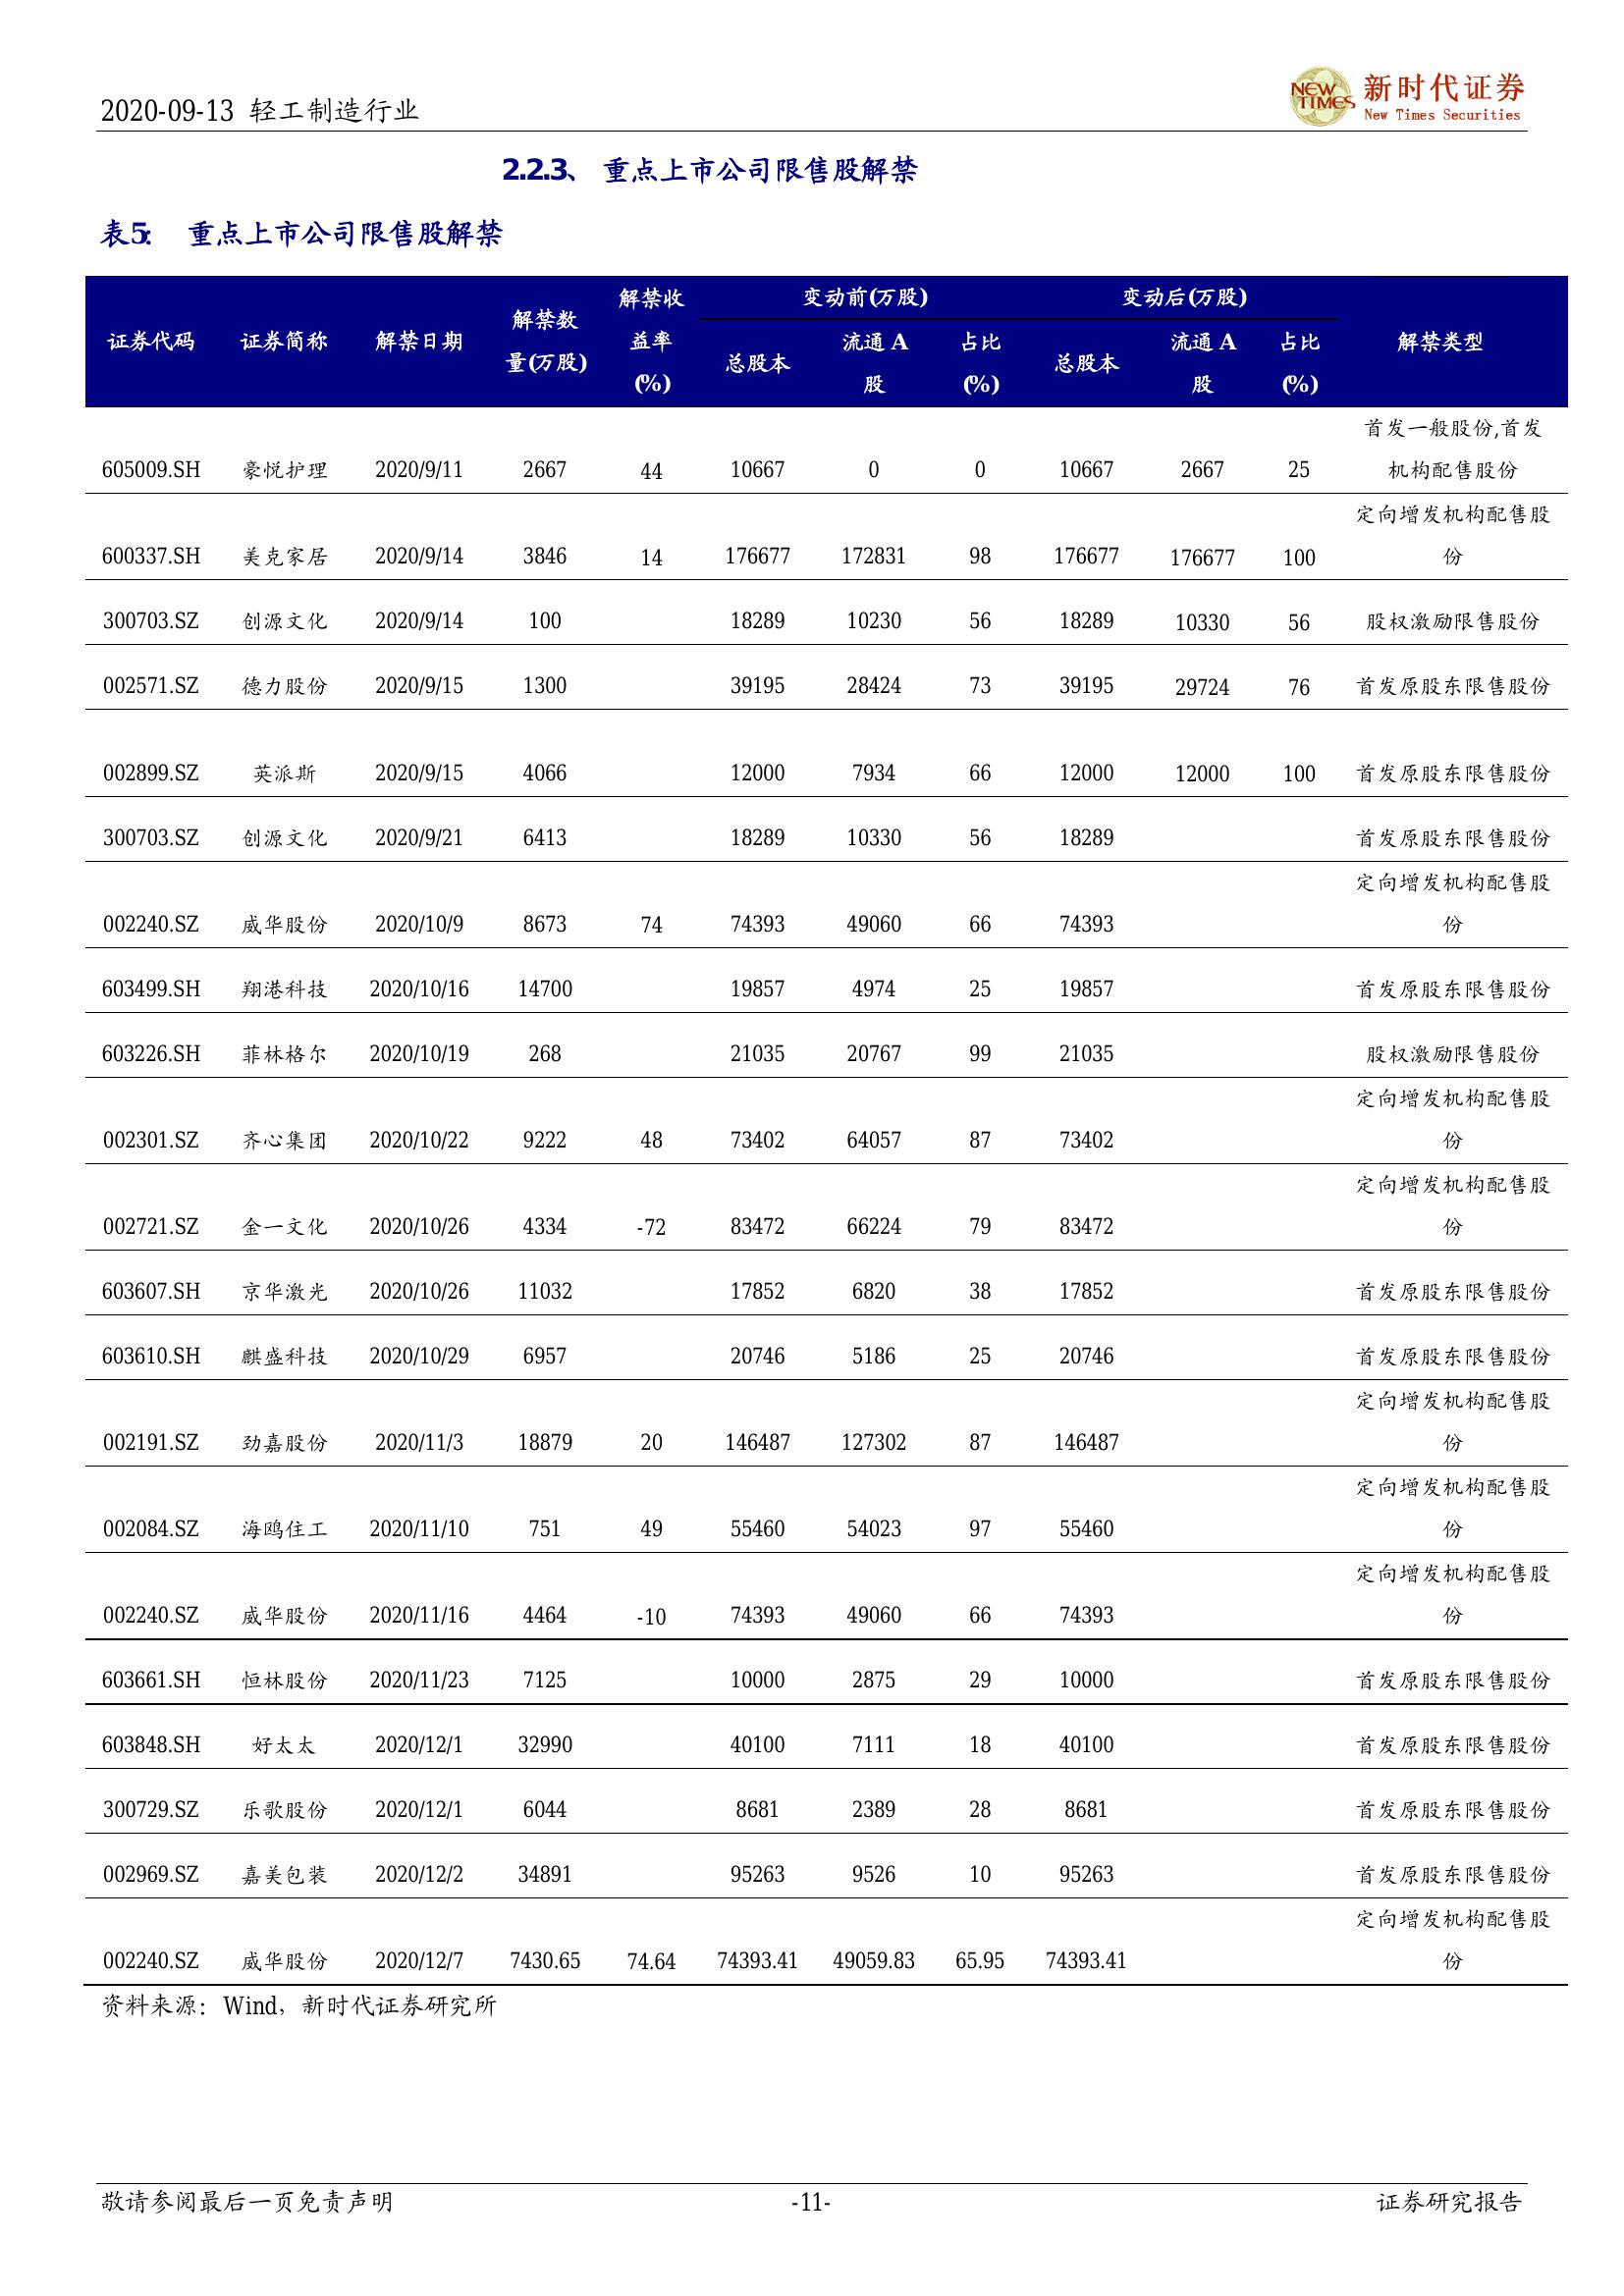 2020-09-13 轻工制造行业
NEW TIMES 新时代证券
New Times Securities
2.2.3、 重点上市公司限售股解禁
表5: 重点上市公司限售股解禁
证券代码 证券简称 解禁日期 解禁数量(万股) 解禁收益率(%) 变动前(万股) 变动后(万股) 解禁类型
总股本 流通 A 股 占比(%) 总股本 流通 A 股 占比(%)
605009.SH 豪悦护理 2020/9/11 2667 44 10667 0 0 10667 2667 25 首发一般股份,首发机构配售股份
600337.SH 美克家居 2020/9/14 3846 14 176677 172831 98 176677 176677 100 定向增发机构配售股份
300703.SZ 创源文化 2020/9/14 100 18289 10230 56 18289 10330 56 股权激励限售股份
002571.SZ 德力股份 2020/9/15 1300 39195 28424 73 39195 29724 76 首发原股东限售股份
002899.SZ 英派斯 2020/9/15 4066 12000 7934 66 12000 12000 100 首发原股东限售股份
300703.SZ 创源文化 2020/9/21 6413 18289 10330 56 18289 首发原股东限售股份
002240.SZ 威华股份 2020/10/9 8673 74 74393 49060 66 74393 定向增发机构配售股份
603499.SH 翔港科技 2020/10/16 14700 19857 4974 25 19857 首发原股东限售股份
603226.SH 菲林格尔 2020/10/19 268 21035 20767 99 21035 股权激励限售股份
002301.SZ 齐心集团 2020/10/22 9222 48 73402 64057 87 73402 定向增发机构配售股份
002721.SZ 金一文化 2020/10/26 4334 -72 83472 66224 79 83472 定向增发机构配售股份
603607.SH 京华激光 2020/10/26 11032 17852 6820 38 17852 首发原股东限售股份
603610.SH 麒盛科技 2020/10/29 6957 20746 5186 25 20746 首发原股东限售股份
002191.SZ 劲嘉股份 2020/11/3 18879 20 146487 127302 87 146487 定向增发机构配售股份
002084.SZ 海鸥住工 2020/11/10 751 49 55460 54023 97 55460 定向增发机构配售股份
002240.SZ 威华股份 2020/11/16 4464 -10 74393 49060 66 74393 定向增发机构配售股份
603661.SH 恒林股份 2020/11/23 7125 10000 2875 29 10000 首发原股东限售股份
603848.SH 好太太 2020/12/1 32990 40100 7111 18 40100 首发原股东限售股份
300729.SZ 乐歌股份 2020/12/1 6044 8681 2389 28 8681 首发原股东限售股份
002969.SZ 嘉美包装 2020/12/2 34891 95263 9526 10 95263 首发原股东限售股份
002240.SZ 威华股份 2020/12/7 7430.65 74.64 74393.41 49059.83 65.95 74393.41 定向增发机构配售股份
资料来源：Wind，新时代证券研究所
敬请参阅最后一页免责声明 -11- 证券研究报告